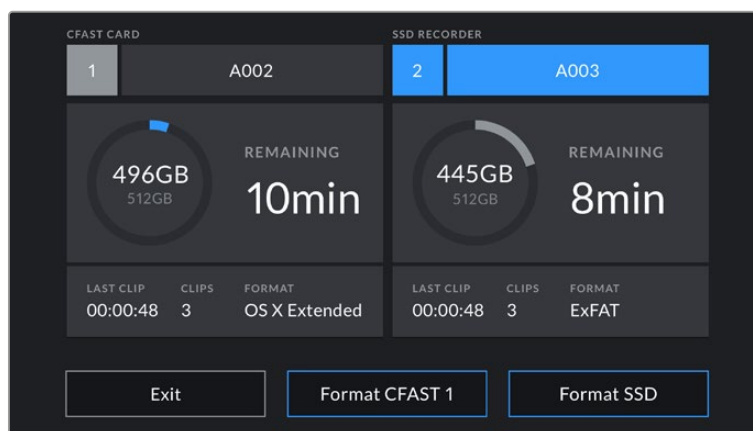 CFAST CARD
1 A002
496GB
512GB
REMAINING
10min
LAST CLIP CLIPS FORMAT
00:00:48 3 OS X Extended
SSD RECORDER
2 A003
445GB
512GB
REMAINING
8min
LAST CLIP CLIPS FORMAT
00:00:48 3 ExFAT
Exit Format CFAST 1 Format SSD